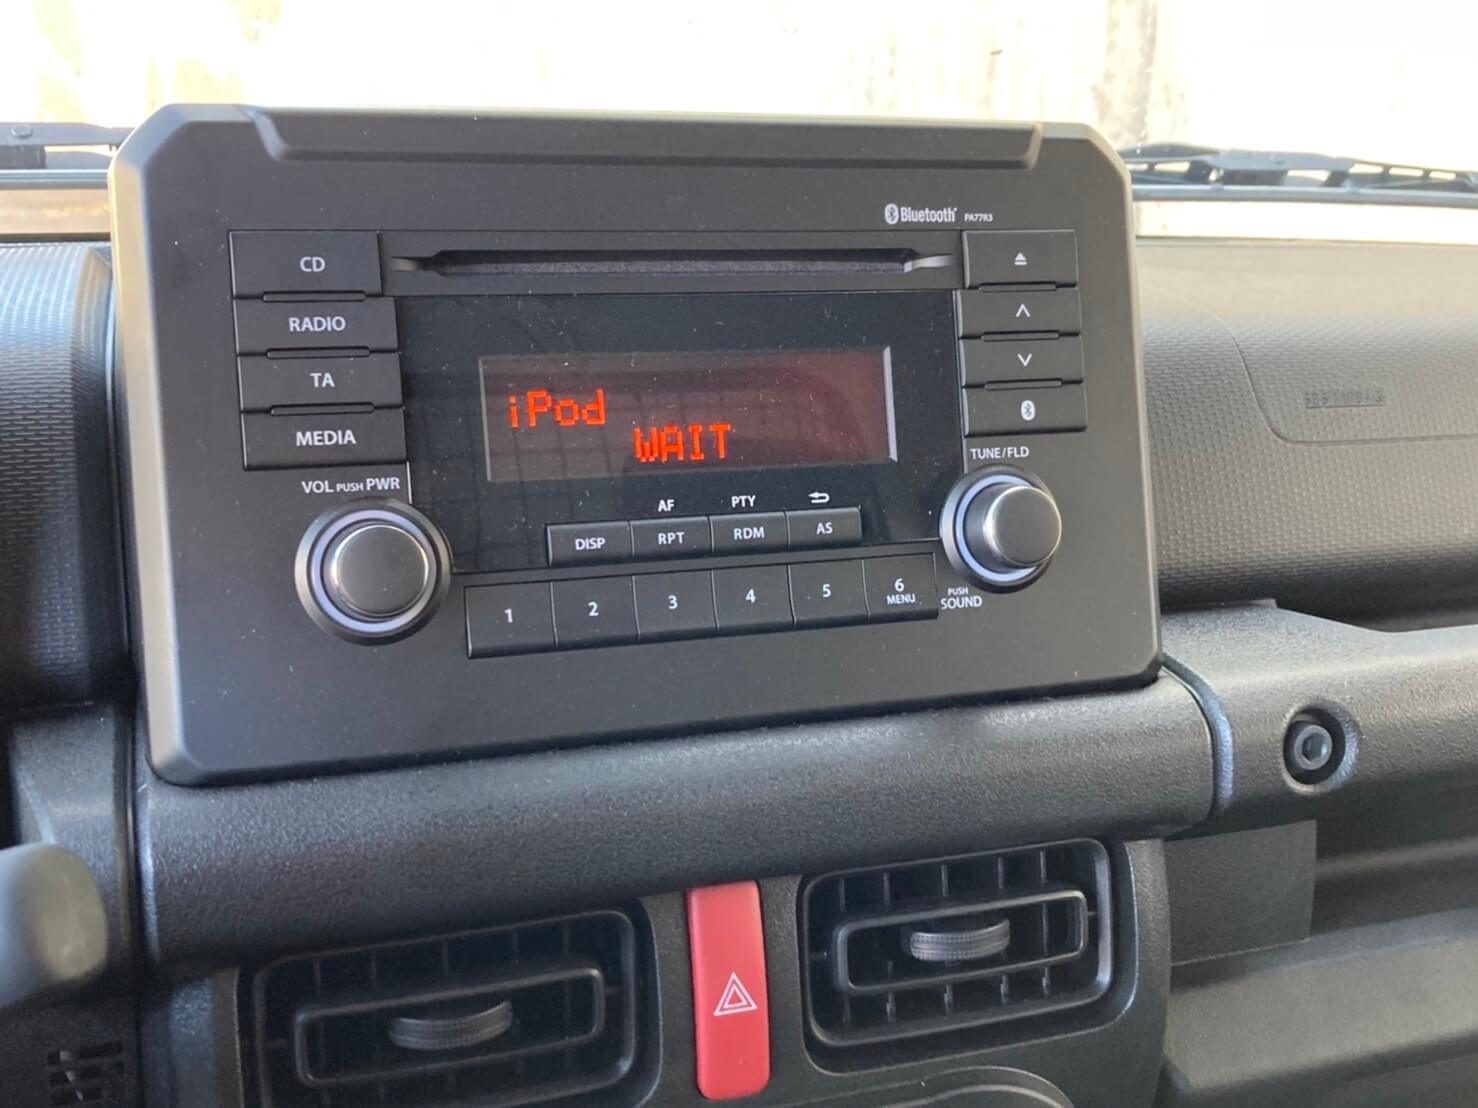 Bluetooth PA77R3
CD
RADIO
TA
MEDIA
iPod
WAIT
VOL PUSH PWR
TUNE/FLD
AF PTY
DISP RPT RDM AS
1 2 3 4 5 6
MENU
PUSH
SOUND